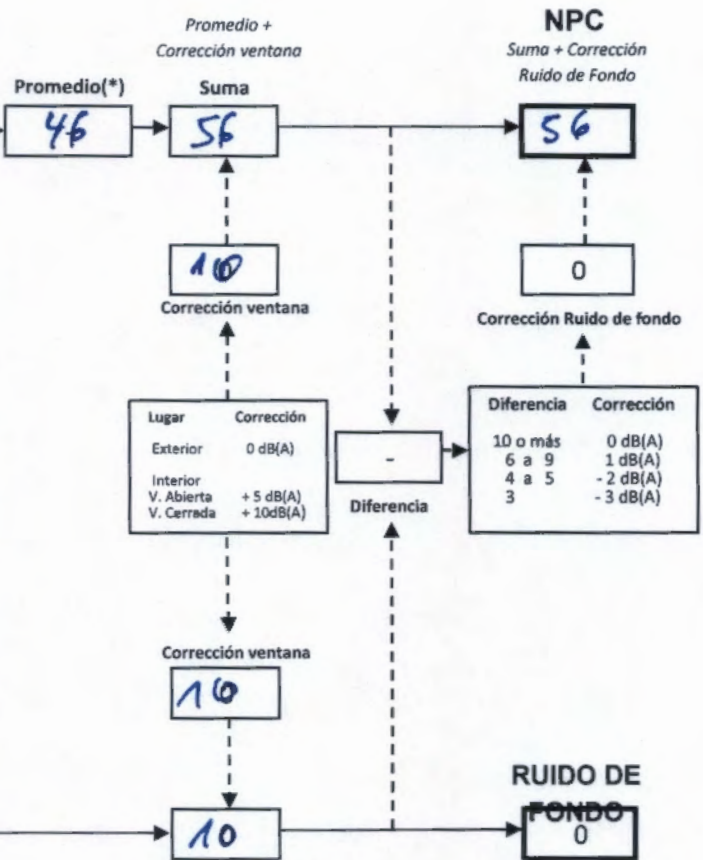 Promedio +
Corrección ventana
NPC
Suma + Corrección
Ruido de Fondo
Promedio(*)
Suma
46
56
56
10
0
Corrección ventana
Corrección Ruido de fondo
Lugar Corrección
Exterior 0 dB(A)
Interior
V. Abierta + 5 dB(A)
V. Cerrada + 10dB(A)
-
Diferencia
Diferencia Corrección
10 o más 0 dB(A)
6 a 9 1 dB(A)
4 a 5 - 2 dB(A)
3 - 3 dB(A)
Corrección ventana
10
RUIDO DE
FONDO
10
0